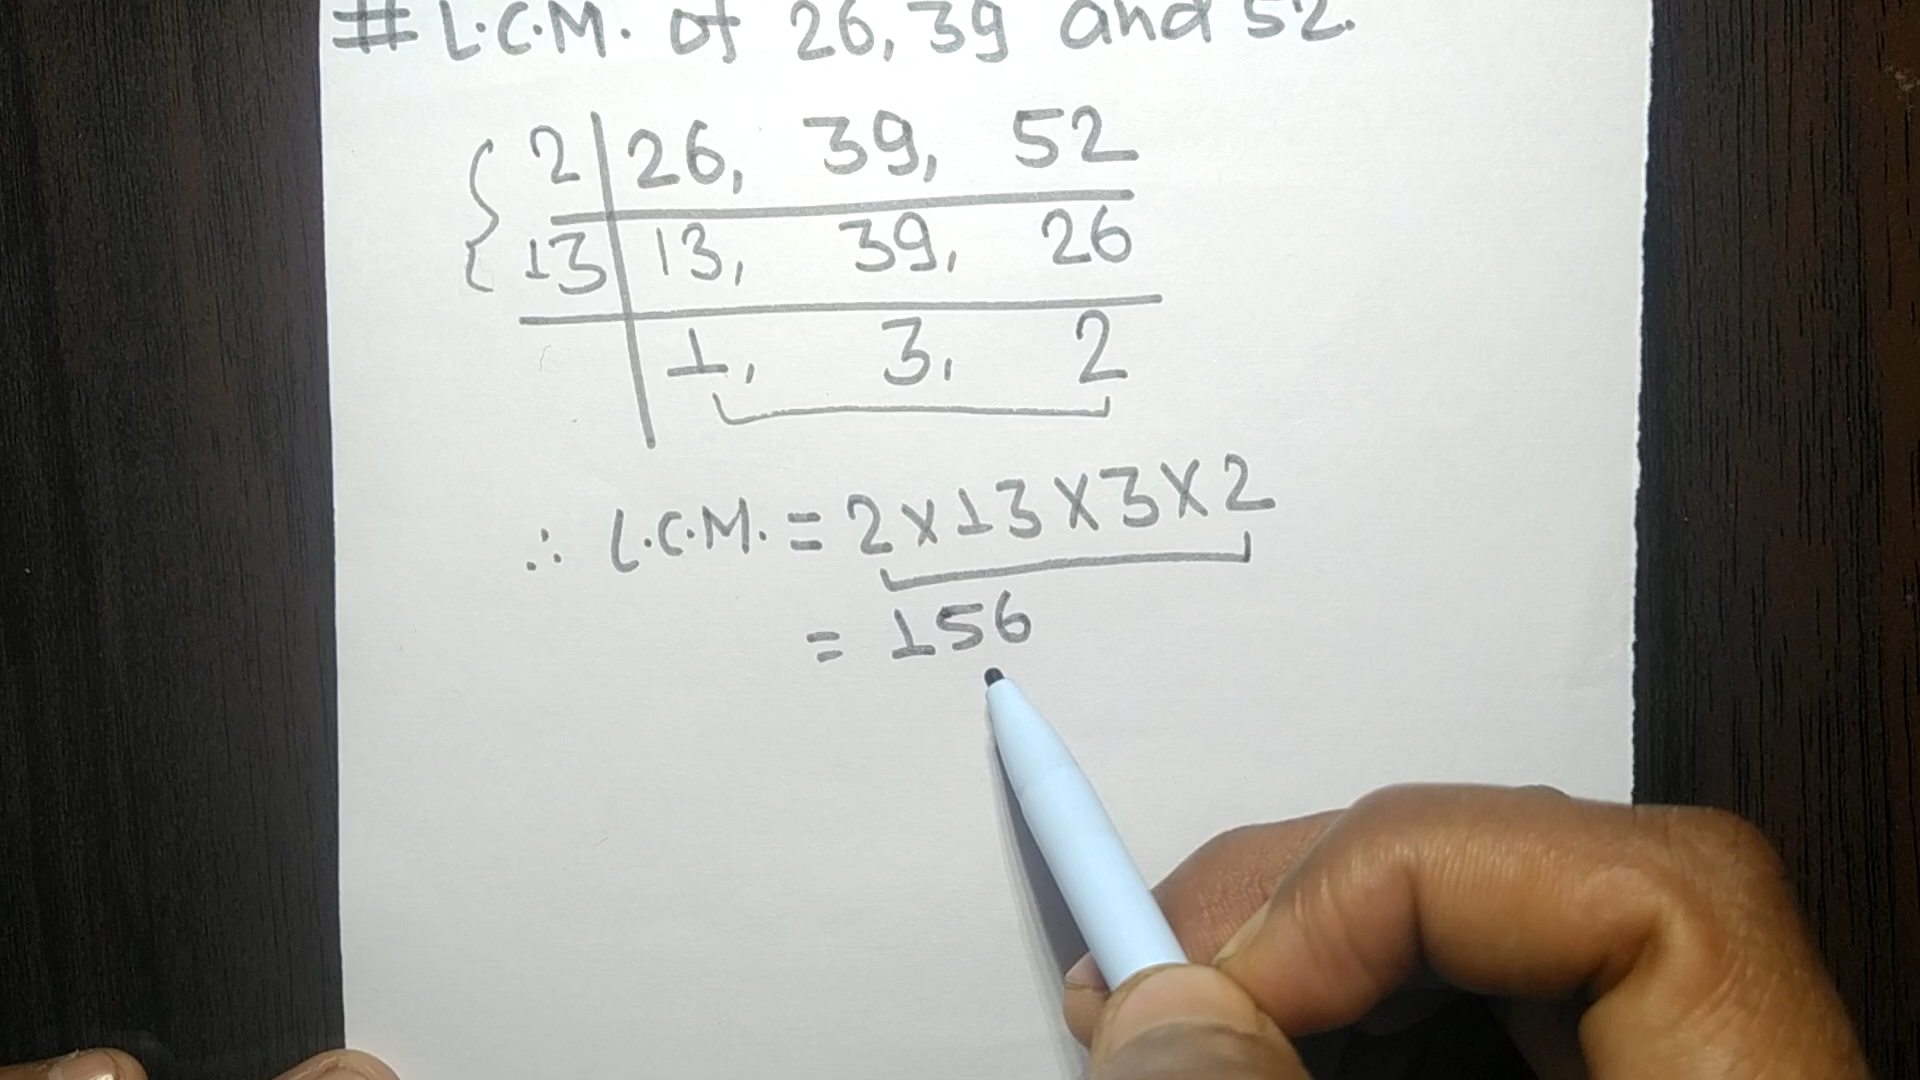 # L.C.M. of 26, 39 and 52.
2 | 26, 39, 52
13 | 13, 39, 26
1, 3, 2
∴ L.C.M. = 2×13×3×2
= 156